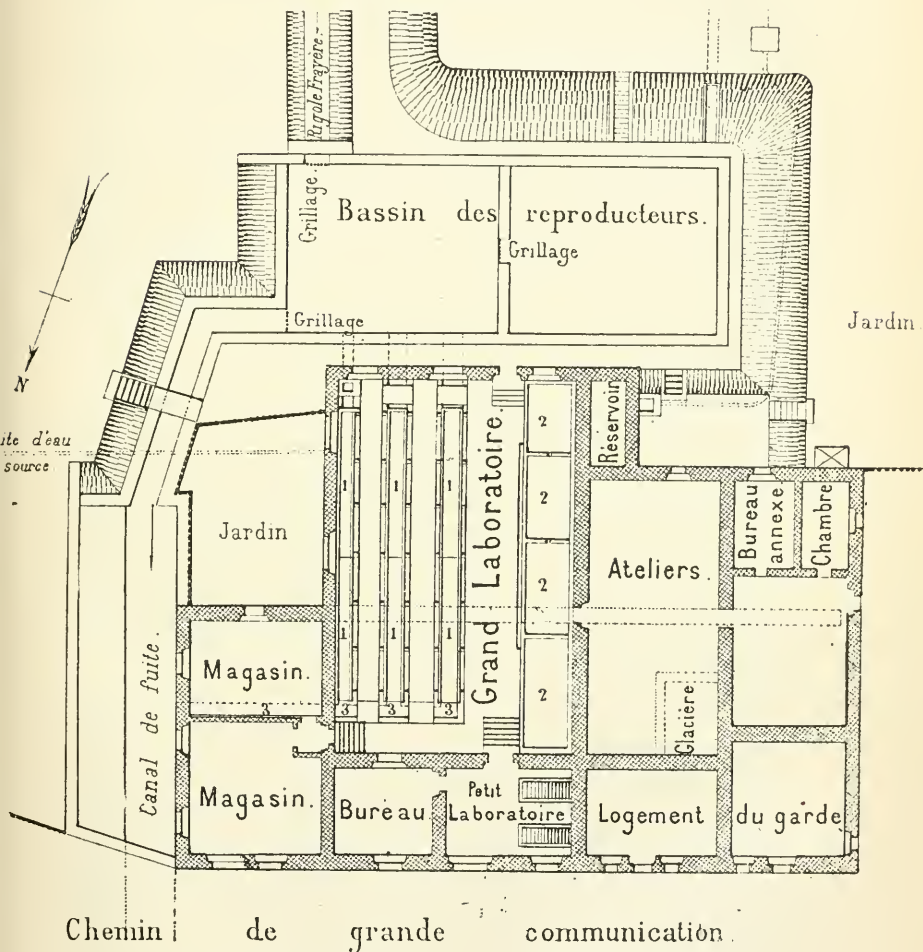 Rigole Frayère.
Grillage.
Bassin des reproducteurs.
Grillage
Grillage
Jardin
N
ite d'eau
source
Réservoir
2
Grand Laboratoire.
1 1 1
2
Jardin
Bureau
annexe
Chambre
Ateliers.
2
1 1 1
Magasin.
2
3 3 3
Canal de fuite.
Glacière
Magasin.
Bureau
Petit
Laboratoire
Logement du garde
Chemin de grande communication.